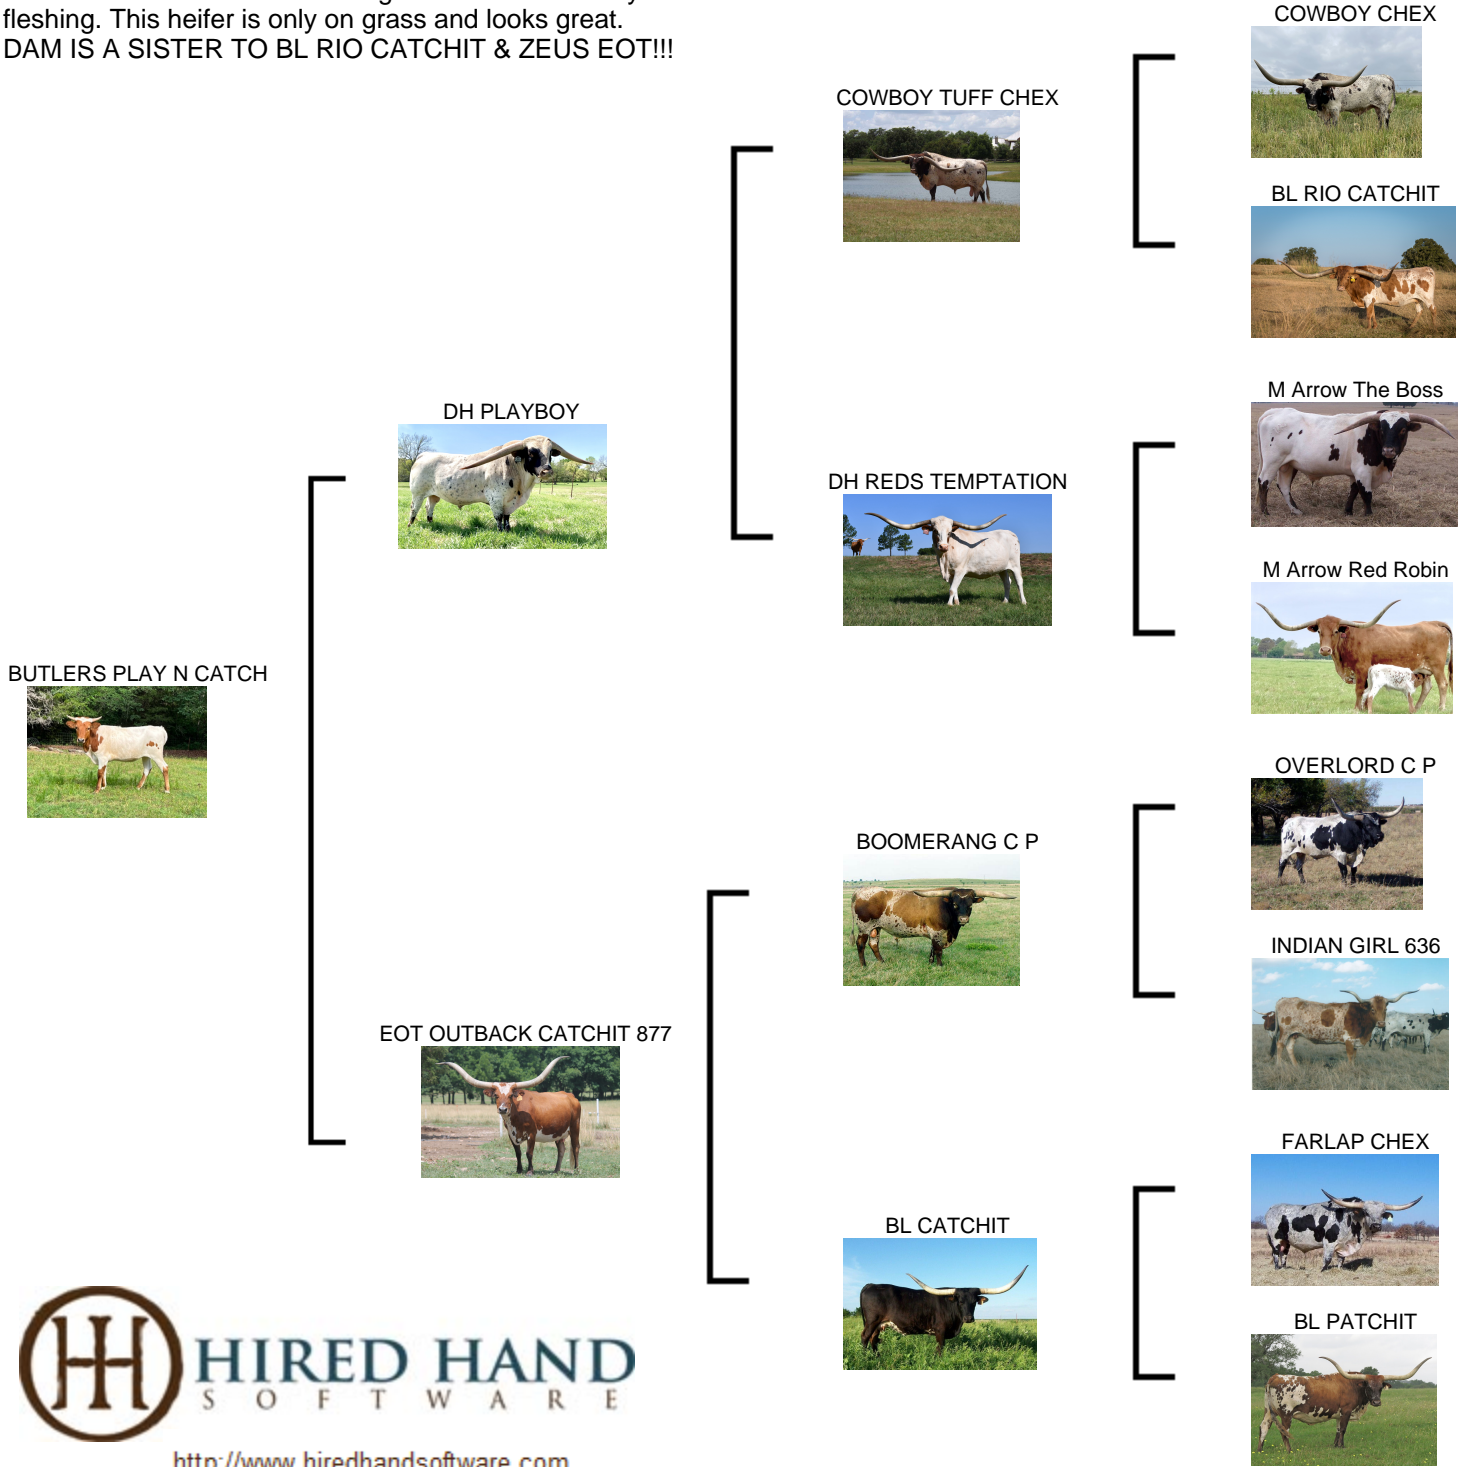 fleshing. This heifer is only on grass and looks great.
DAM IS A SISTER TO BL RIO CATCHIT & ZEUS EOT!!!
COWBOY CHEX
COWBOY TUFF CHEX
BL RIO CATCHIT
DH PLAYBOY
M Arrow The Boss
DH REDS TEMPTATION
M Arrow Red Robin
BUTLERS PLAY N CATCH
OVERLORD C P
BOOMERANG C P
INDIAN GIRL 636
EOT OUTBACK CATCHIT 877
FARLAP CHEX
BL CATCHIT
BL PATCHIT
HIRED HAND
SOFTWARE
http://www.hiredhandsoftware.com